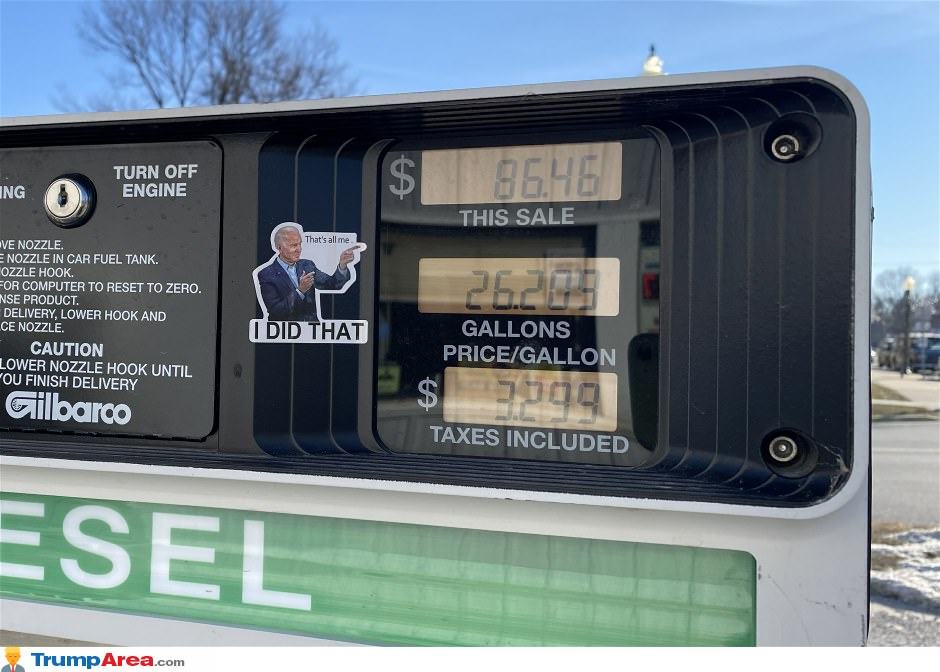 ING
TURN OFF
ENGINE
OVE NOZZLE.
E NOZZLE IN CAR FUEL TANK.
NOZZLE HOOK.
FOR COMPUTER TO RESET TO ZERO.
NSE PRODUCT.
DELIVERY, LOWER HOOK AND
CE NOZZLE.
CAUTION
LOWER NOZZLE HOOK UNTIL
YOU FINISH DELIVERY
Gilbarco
That's all me...
I DID THAT
$ 86.46
THIS SALE
26.209
GALLONS
PRICE/GALLON
$ 3.299
TAXES INCLUDED
ESEL
TrumpArea.com